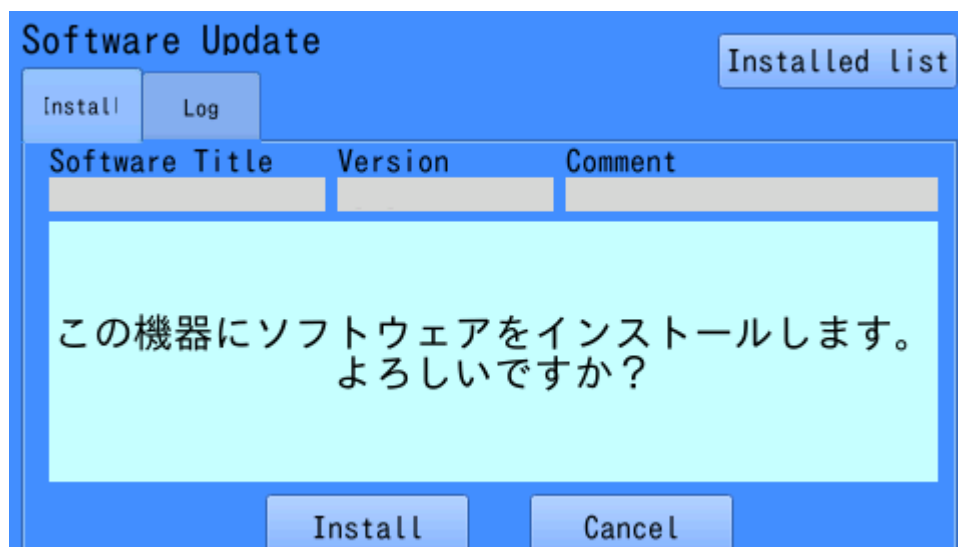 Software Update
Installed list
Install
Log
Software Title Version Comment
この機器にソフトウェアをインストールします。
よろしいですか？
Install Cancel